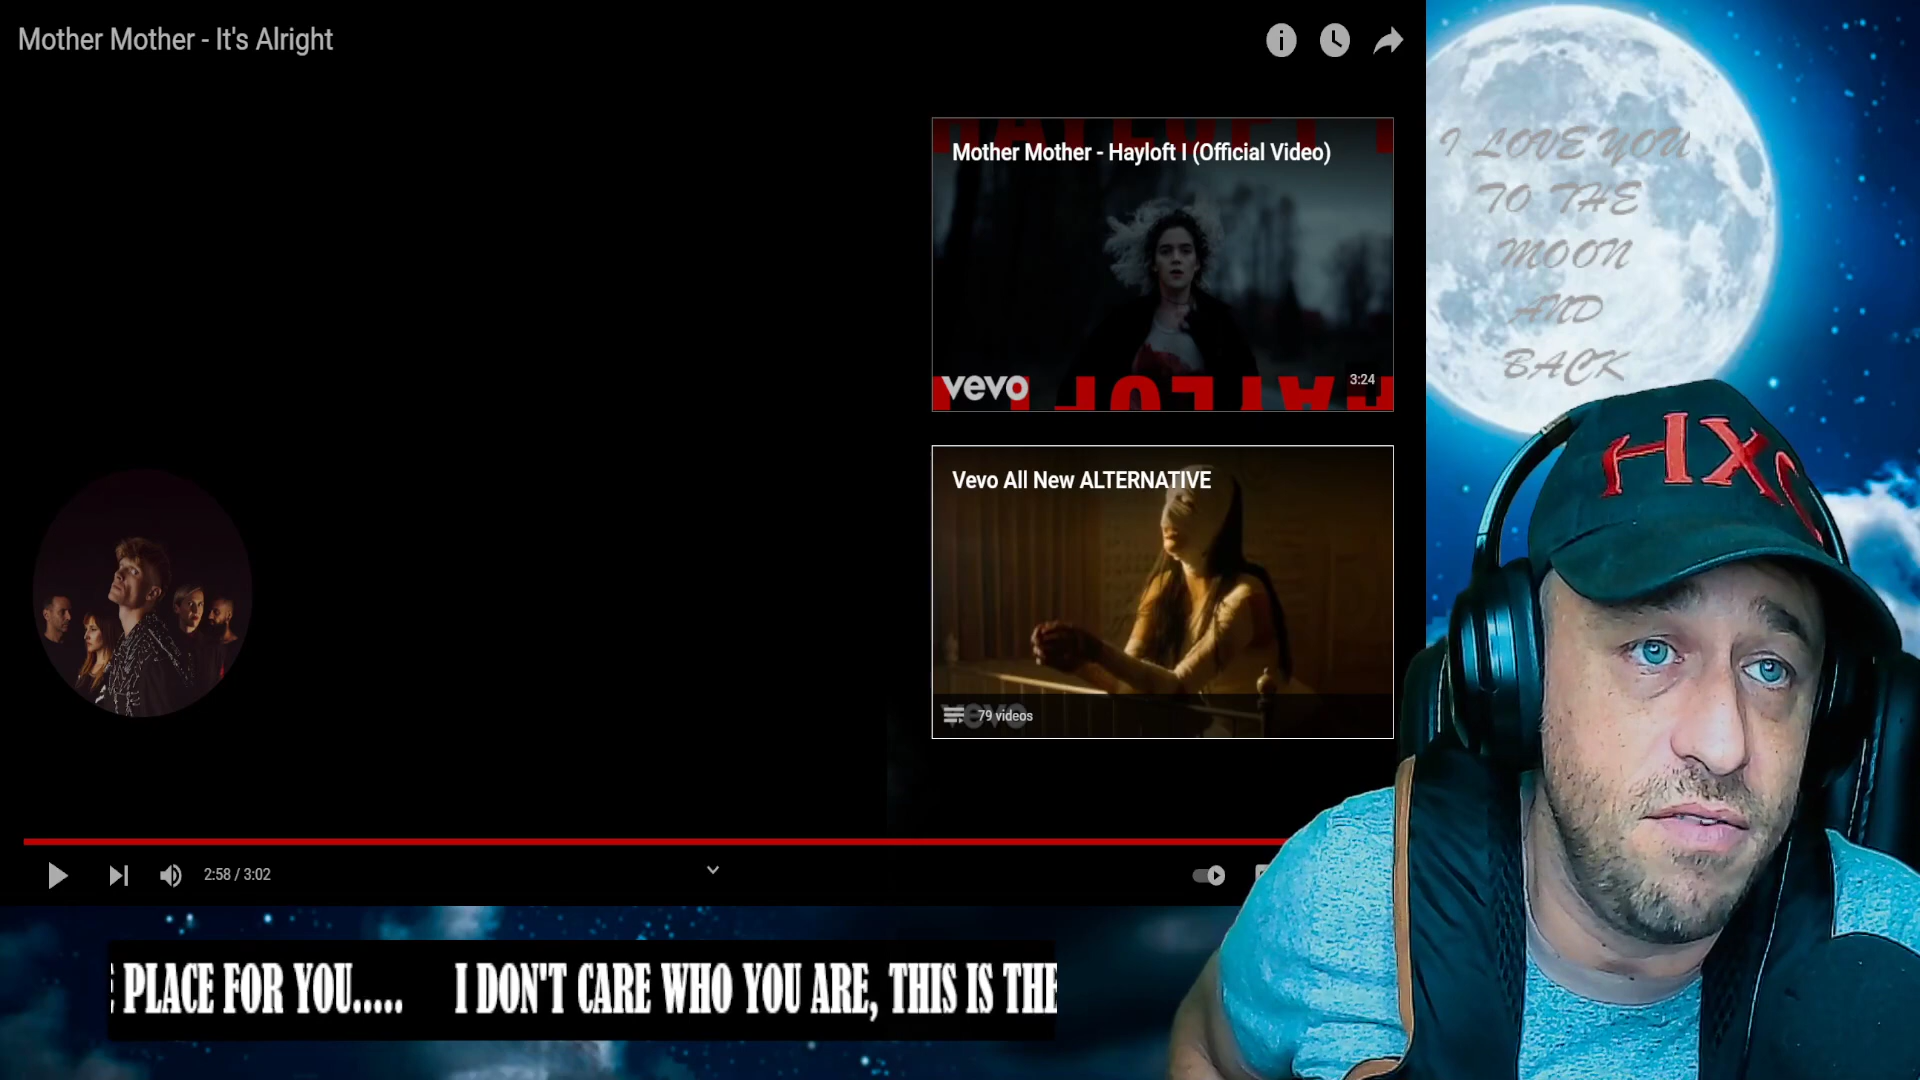 Mother Mother - It's Alright
Mother Mother - Hayloft I (Official Video)
vevo
3:24
Vevo All New ALTERNATIVE
vevo
79 videos
2:58 / 3:02
I LOVE YOU
TO THE
MOON
AND
BACK
HXC
PLACE FOR YOU..... I DON'T CARE WHO YOU ARE, THIS IS THE